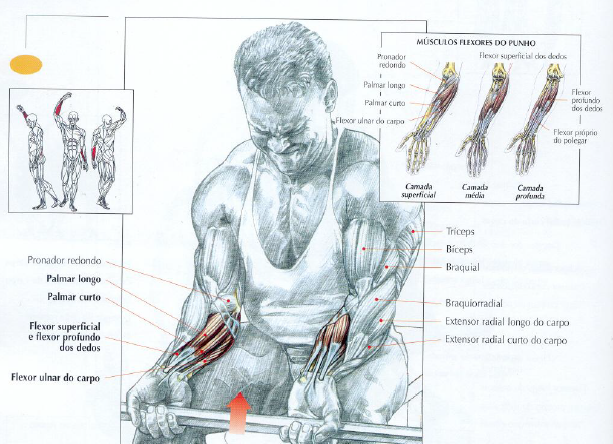 MÚSCULOS FLEXORES DO PUNHO
Pronador
redondo
Flexor superficial dos dedos
Palmar longo
Palmar curto
Flexor ulnar do carpo
Flexor
profundo
dos dedos
Flexor próprio
do polegar
Camada
superficial
Camada
média
Camada
profunda
Tríceps
Bíceps
Braquial
Braquiorradial
Extensor radial longo do carpo
Extensor radial curto do carpo
Pronador redondo
Palmar longo
Palmar curto
Flexor superficial
e flexor profundo
dos dedos
Flexor ulnar do carpo